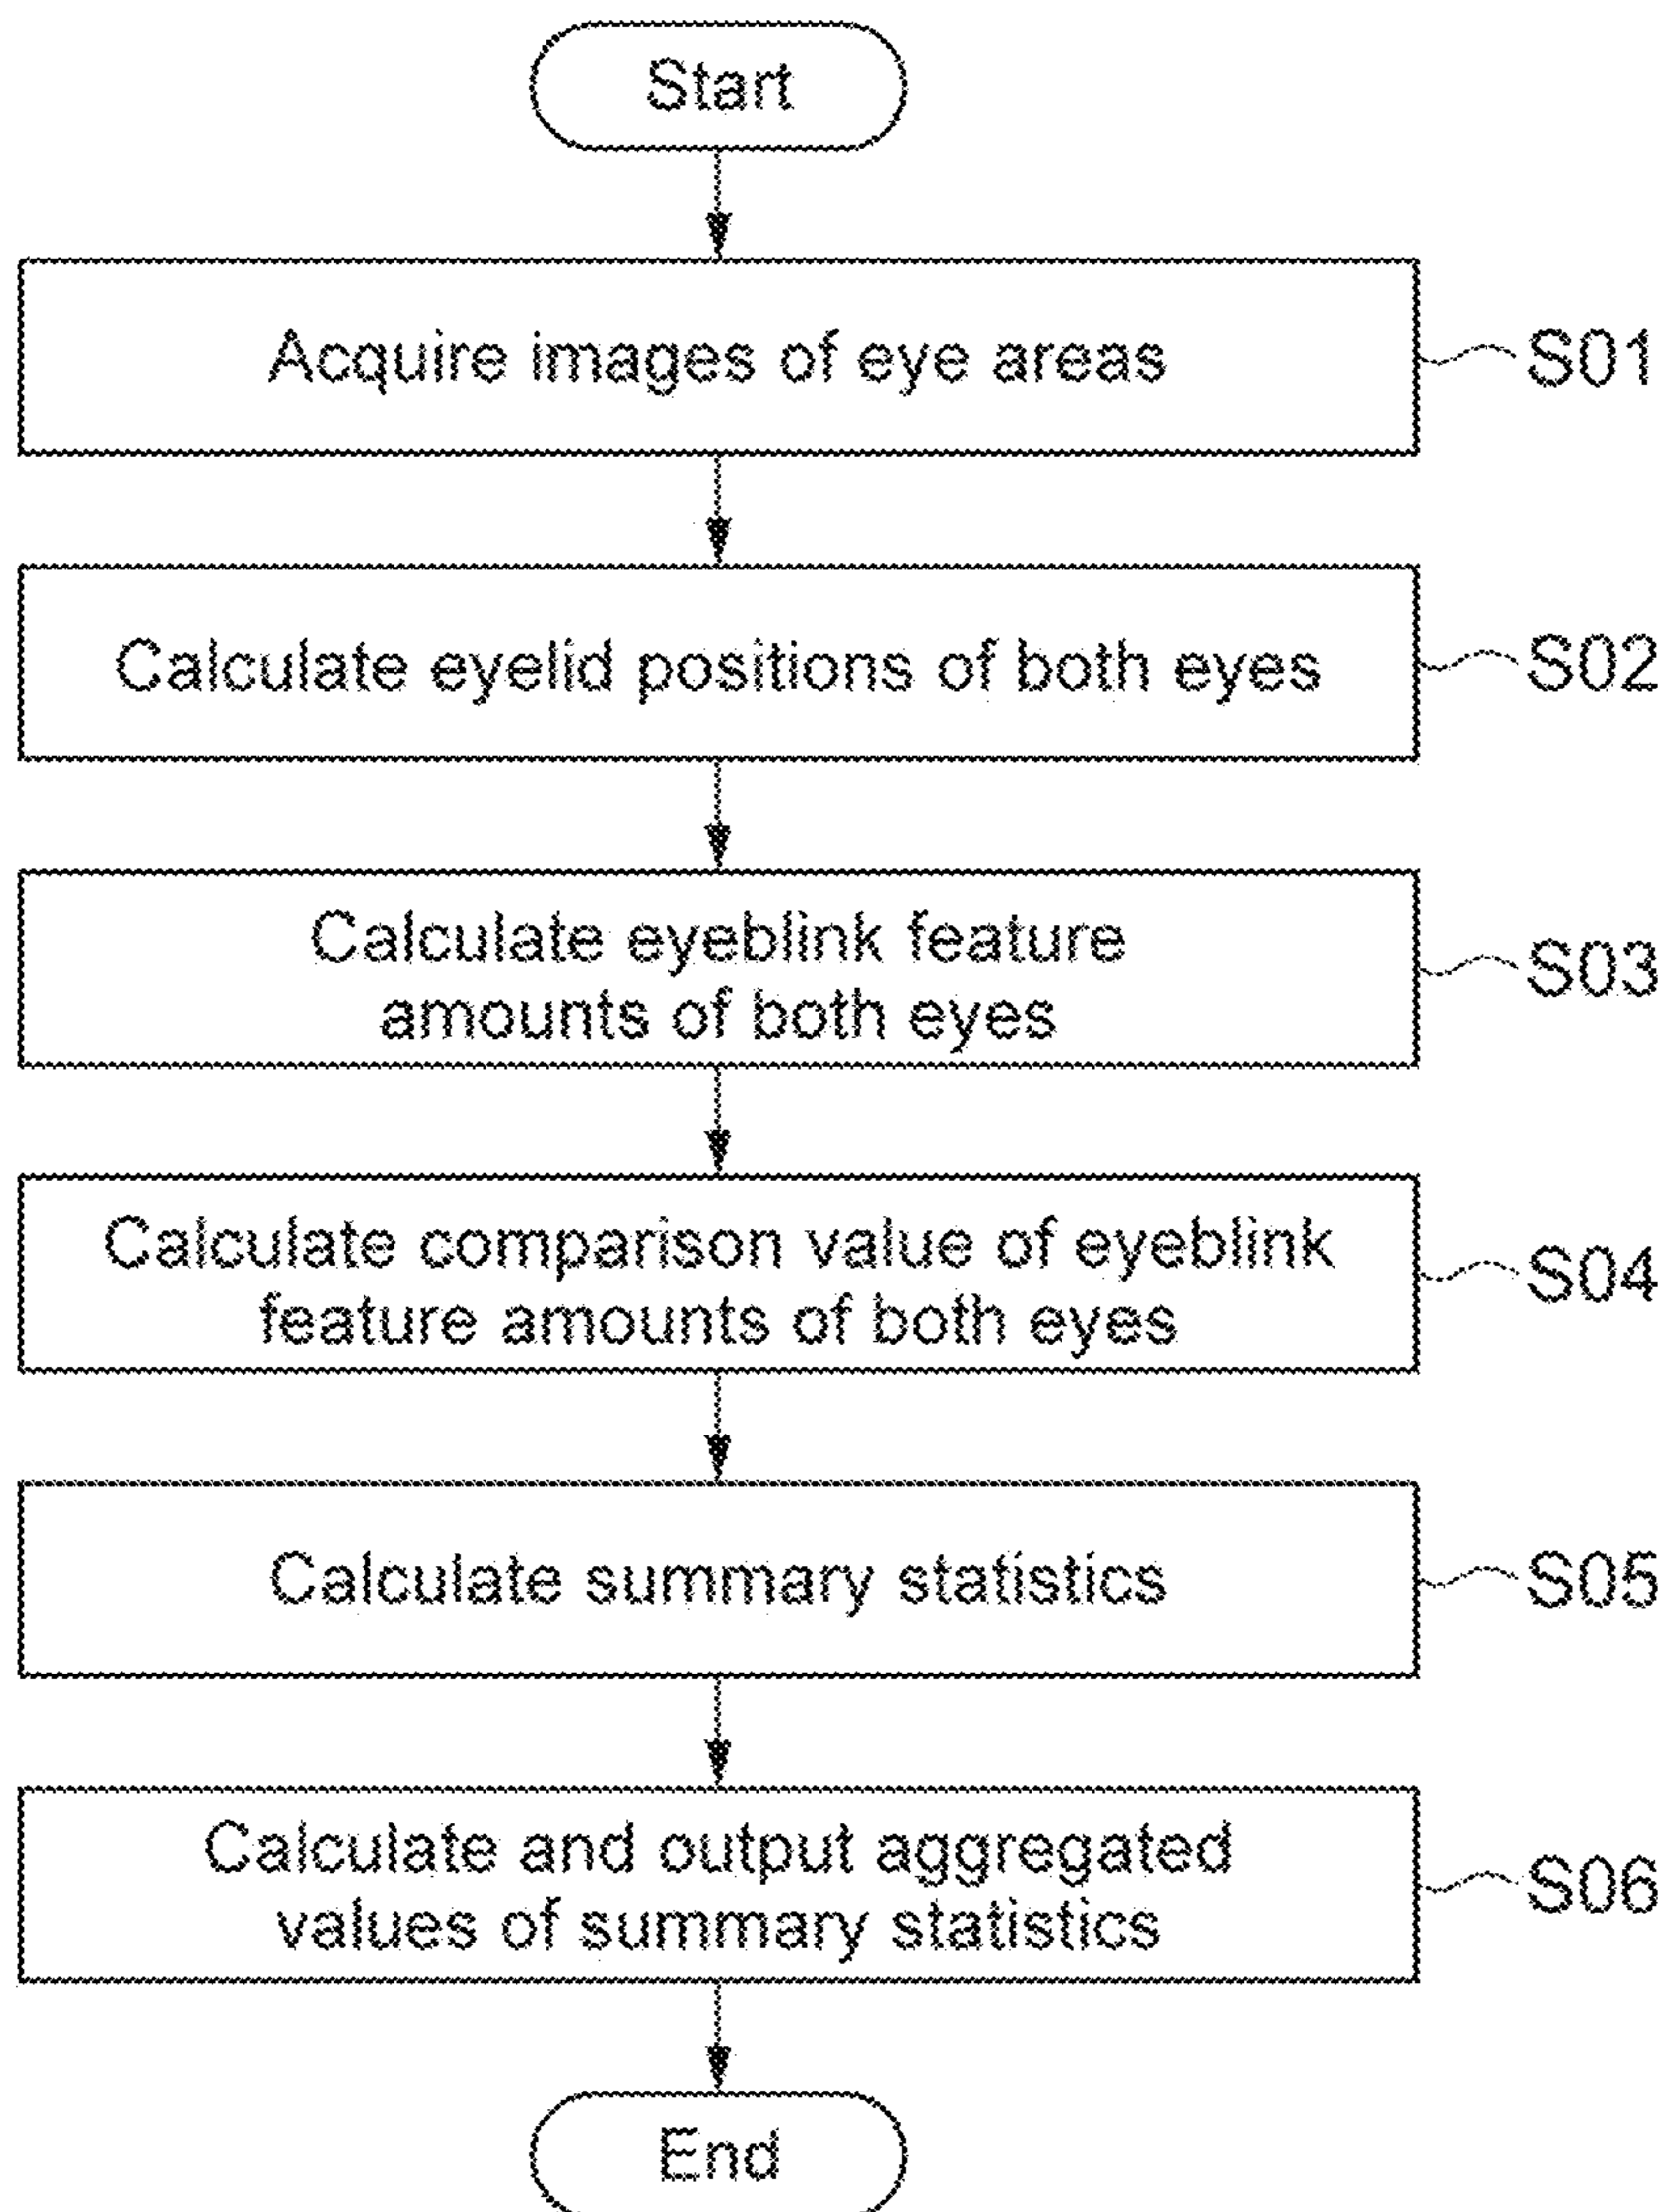 Start
Acquire images of eye areas
S01
Calculate eyelid positions of both eyes
S02
Calculate eyeblink feature
amounts of both eyes
S03
Calculate comparison value of eyeblink
feature amounts of both eyes
S04
Calculate summary statistics
S05
Calculate and output aggregated
values of summary statistics
S06
End